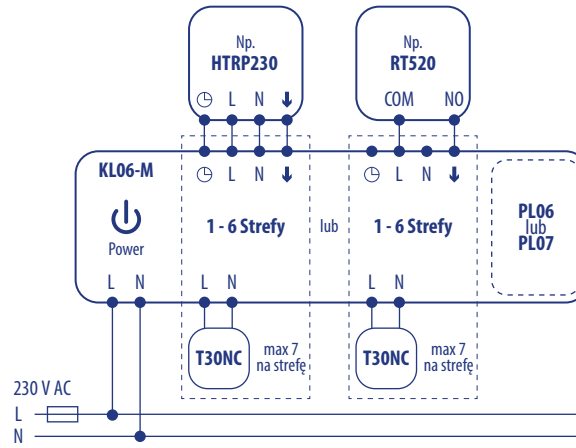 Np.
HTRP230
L N
Np.
RT520
COM NO
KL06-M
Power
L N
L N
1 - 6 Strefy
lub
L N
1 - 6 Strefy
PL06
lub
PL07
L N
T30NC
max 7
na strefę
L N
T30NC
max 7
na strefę
230 V AC
L
N